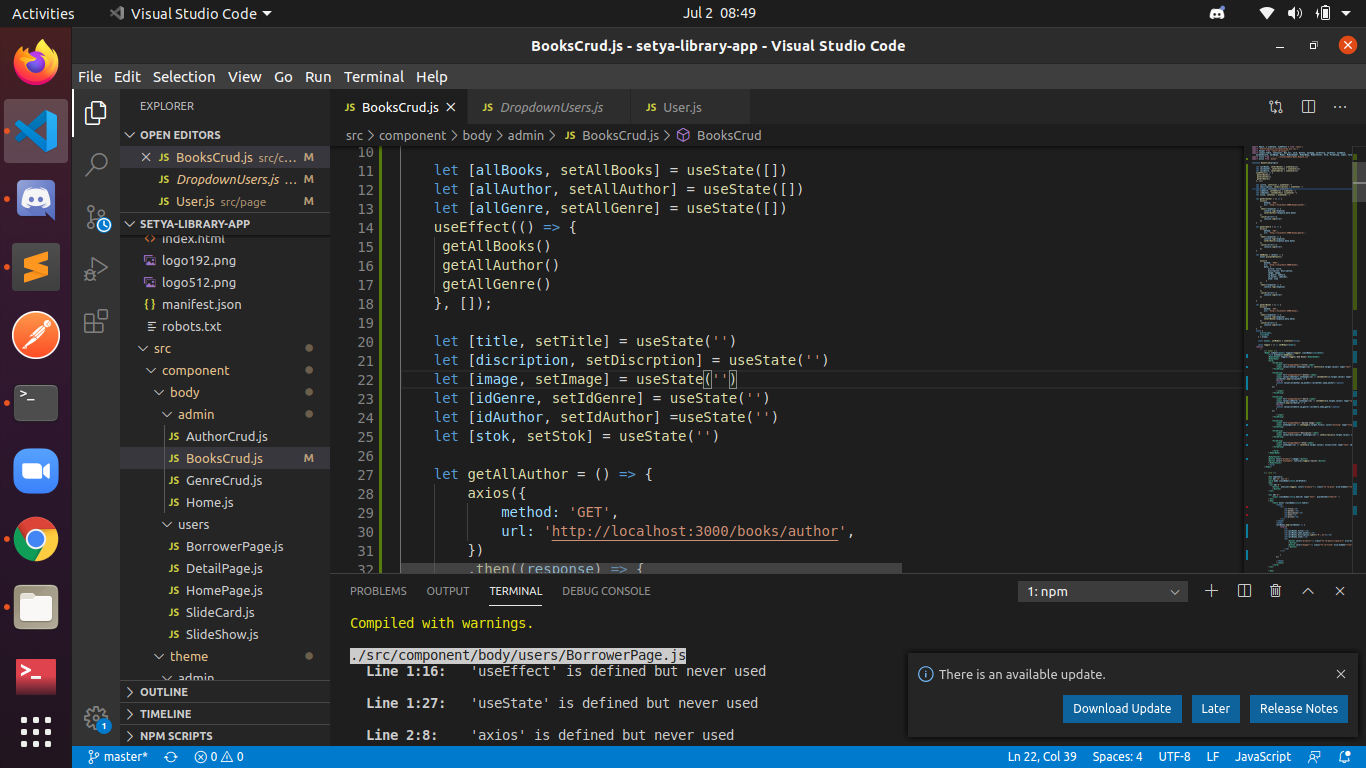 Activities
Visual Studio Code
Jul 2 08:49
BooksCrud.js - setya-library-app - Visual Studio Code
File Edit Selection View Go Run Terminal Help
EXPLORER
OPEN EDITORS
JS BooksCrud.js src/c... M
JS DropdownUsers.js ... M
JS User.js src/page M
SETYA-LIBRARY-APP
<> index.html
logo192.png
logo512.png
{} manifest.json
robots.txt
src
component
body
admin
JS AuthorCrud.js
JS BooksCrud.js M
JS GenreCrud.js
JS Home.js
users
JS BorrowerPage.js
JS DetailPage.js
JS HomePage.js
JS SlideCard.js
JS SlideShow.js
theme
admin
OUTLINE
TIMELINE
NPM SCRIPTS
1
JS BooksCrud.js
JS DropdownUsers.js
JS User.js
src > component > body > admin > JS BooksCrud.js > BooksCrud
10
11 let [allBooks, setAllBooks] = useState([])
12 let [allAuthor, setAllAuthor] = useState([])
13 let [allGenre, setAllGenre] = useState([])
14 useEffect(() => {
15 getAllBooks()
16 getAllAuthor()
17 getAllGenre()
18 }, []);
19
20 let [title, setTitle] = useState('')
21 let [discription, setDiscrption] = useState('')
22 let [image, setImage] = useState('')
23 let [idGenre, setIdGenre] = useState('')
24 let [idAuthor, setIdAuthor] =useState('')
25 let [stok, setStok] = useState('')
26
27 let getAllAuthor = () => {
28 axios({
29 method: 'GET',
30 url: 'http://localhost:3000/books/author',
31 })
32 .then((response) => {
PROBLEMS OUTPUT TERMINAL DEBUG CONSOLE
1: npm
Compiled with warnings.
./src/component/body/users/BorrowerPage.js
Line 1:16: 'useEffect' is defined but never used
Line 1:27: 'useState' is defined but never used
Line 2:8: 'axios' is defined but never used
There is an available update.
Download Update
Later
Release Notes
master*
0 0
Ln 22, Col 39
Spaces: 4
UTF-8
LF
JavaScript